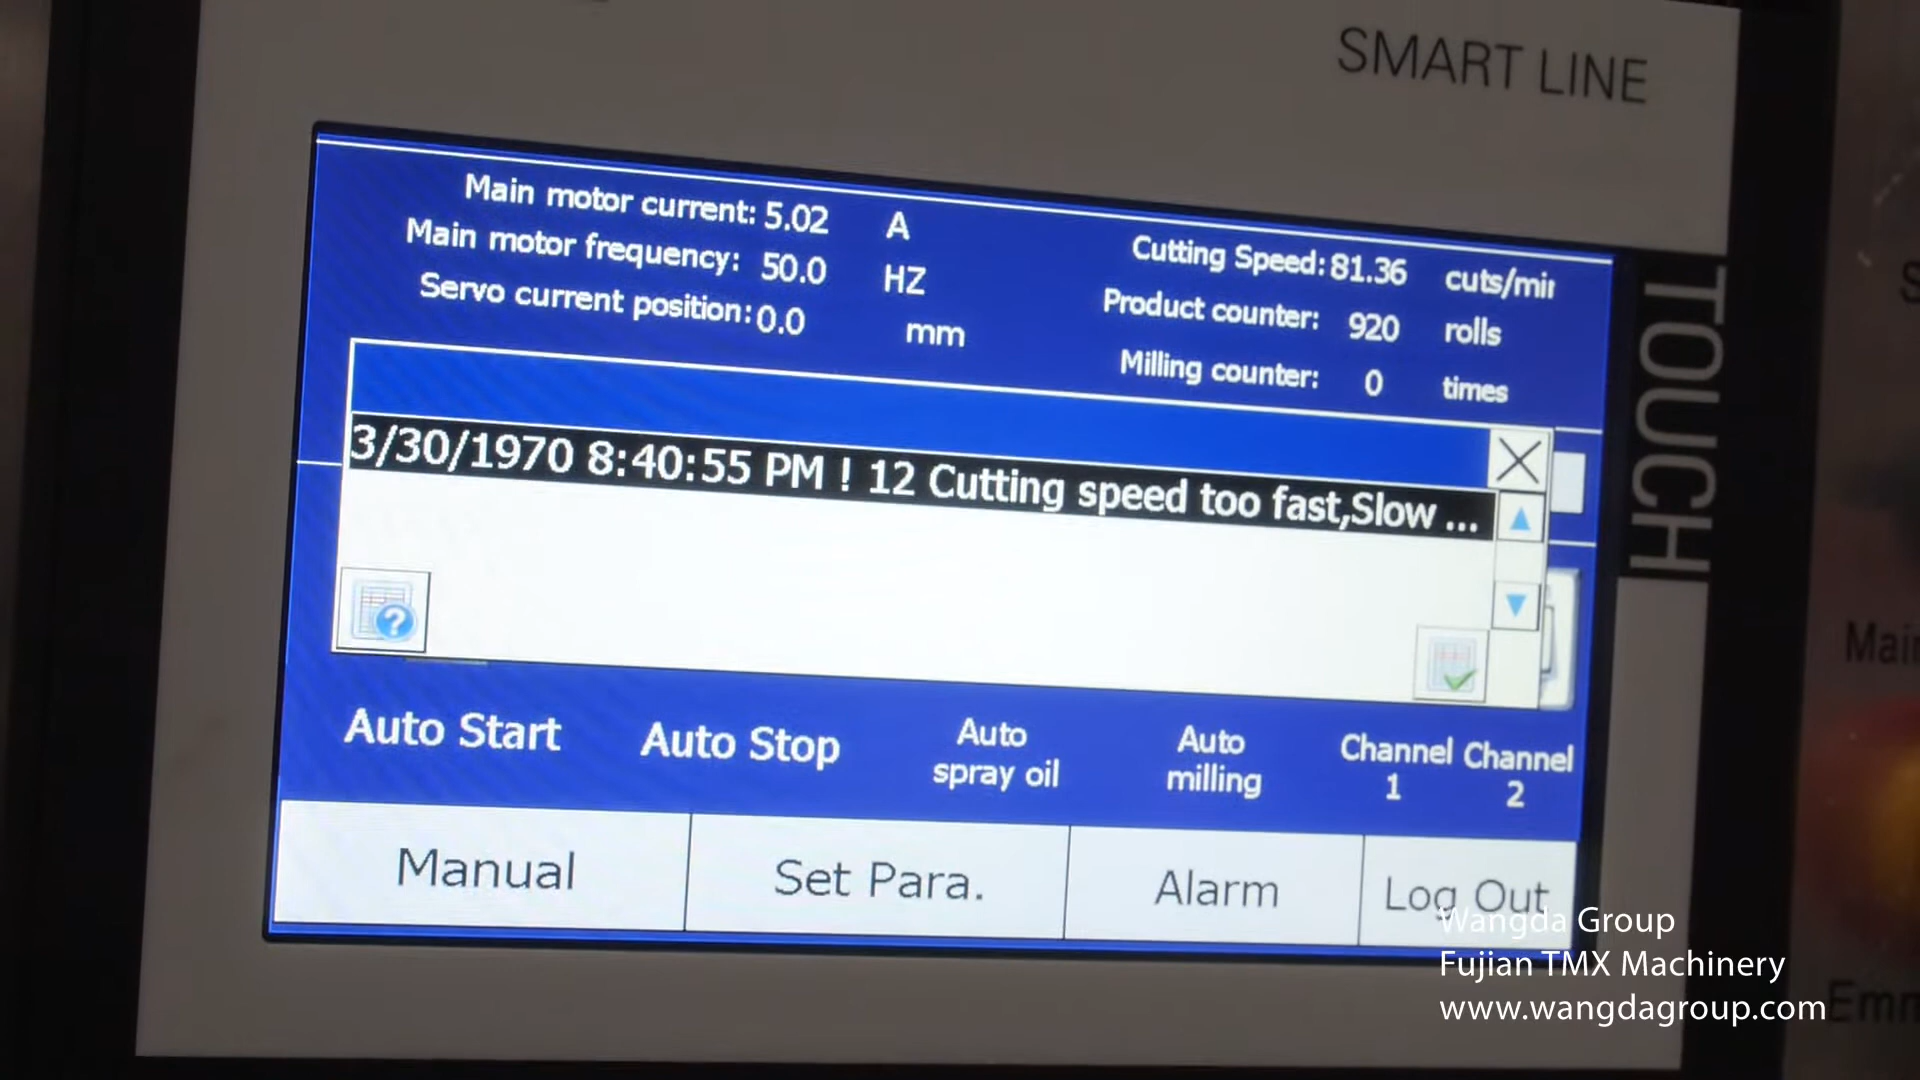 SMART LINE
TOUCH
Main motor current: 5.02 A
Main motor frequency: 50.0 HZ
Servo current position: 0.0 mm
Cutting Speed: 81.36 cuts/min
Product counter: 920 rolls
Milling counter: 0 times
3/30/1970 8:40:55 PM ! 12 Cutting speed too fast,Slow ...
Auto Start
Auto Stop
Auto
spray oil
Auto
milling
Channel
1
Channel
2
Manual
Set Para.
Alarm
Log Out
Wangda Group
Fujian TMX Machinery
www.wangdagroup.com